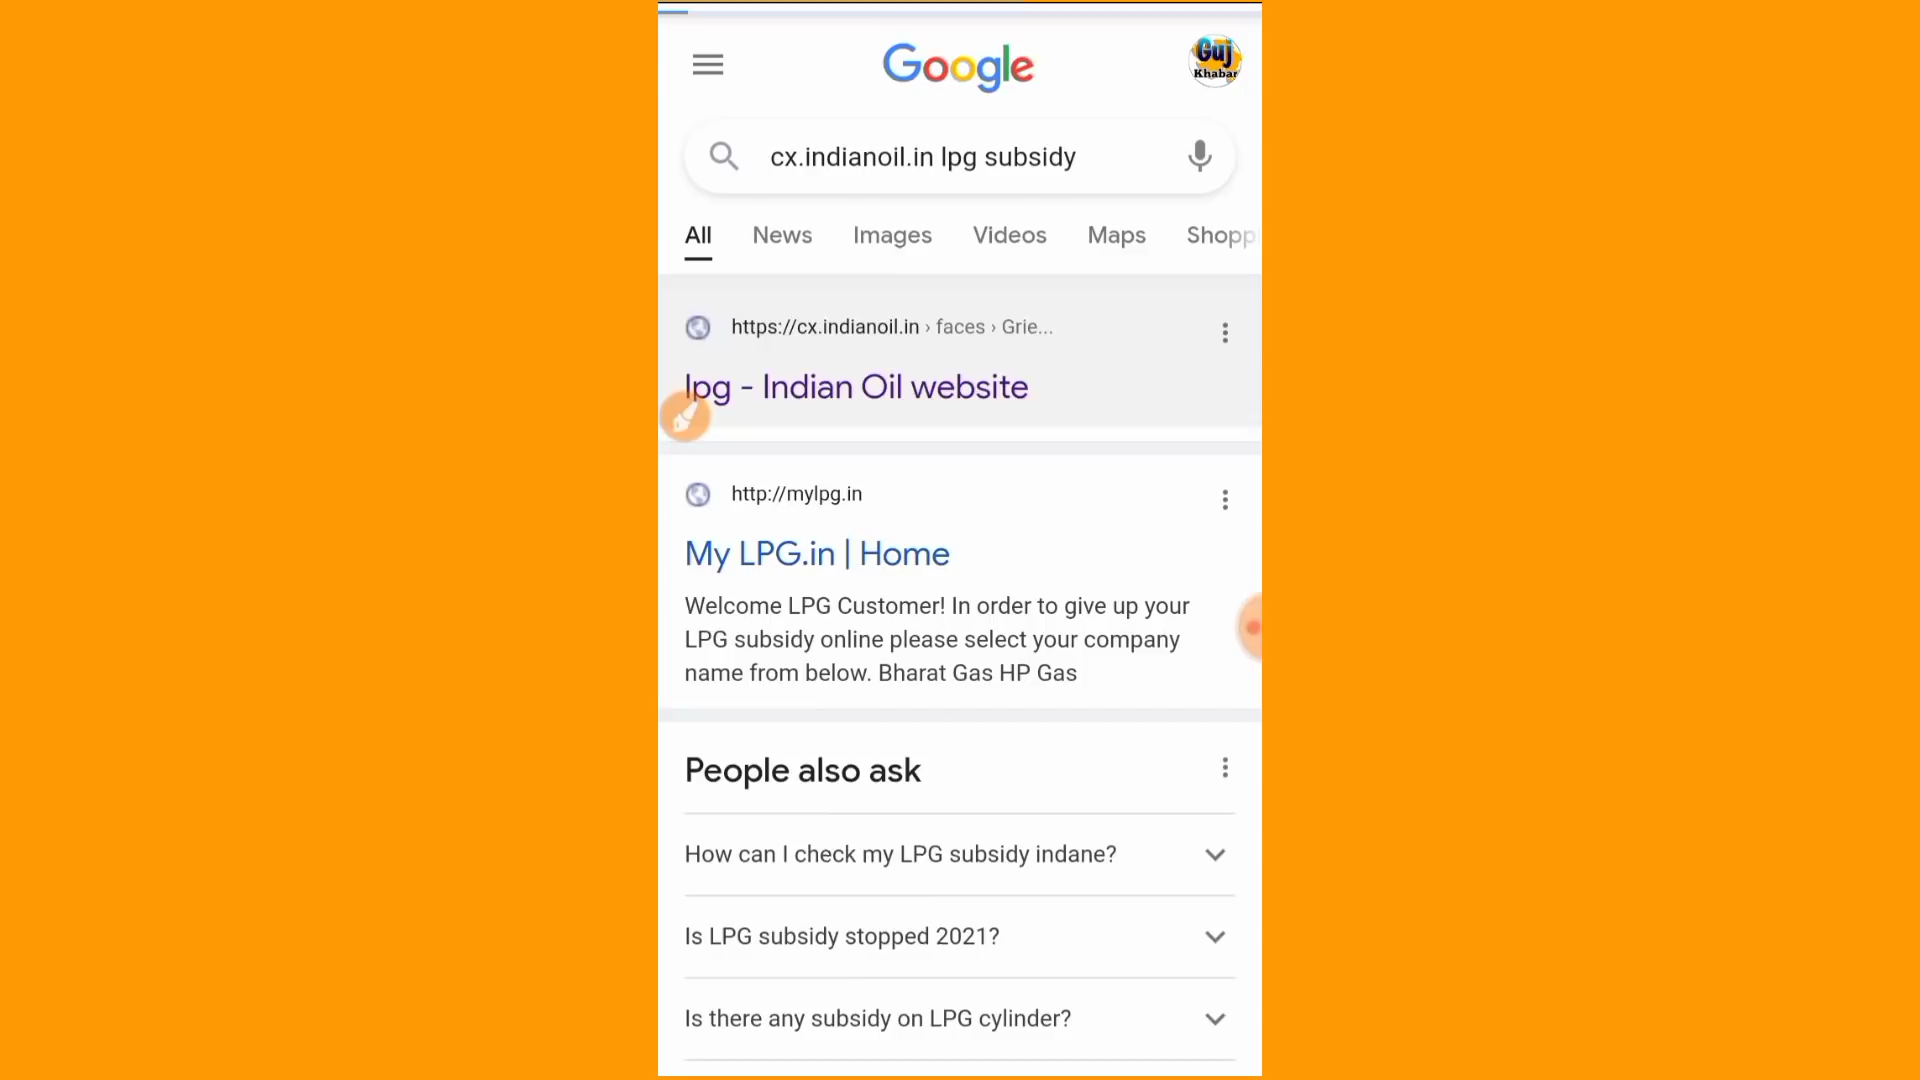 Google
Guj
Khabar
cx.indianoil.in lpg subsidy
All News Images Videos Maps Shopp
https://cx.indianoil.in › faces › Grie...
lpg - Indian Oil website
http://mylpg.in
My LPG.in | Home
Welcome LPG Customer! In order to give up your
LPG subsidy online please select your company
name from below. Bharat Gas HP Gas
People also ask
How can I check my LPG subsidy indane?
Is LPG subsidy stopped 2021?
Is there any subsidy on LPG cylinder?